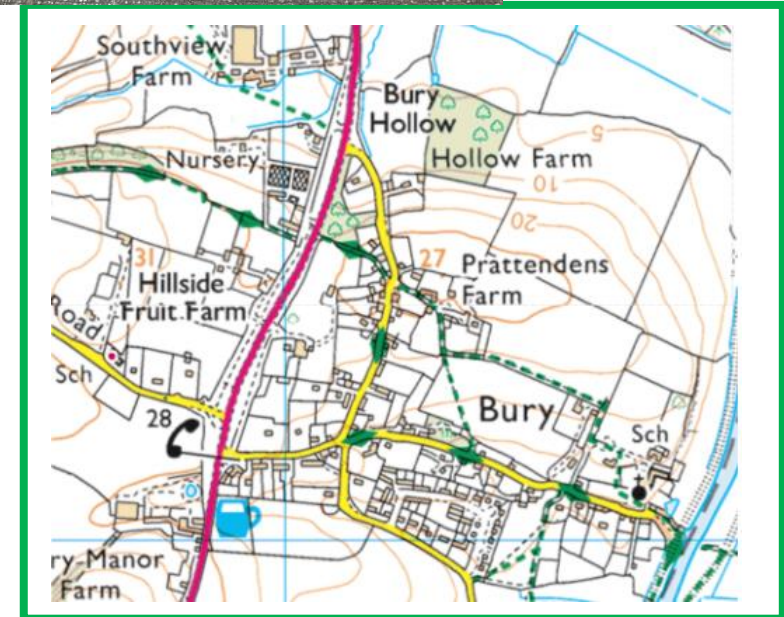 Southview
Farm
Bury
Hollow
Nursery
Hollow Farm
5
10
20
31
27
Prattendens
Farm
Hillside
Fruit Farm
Road
Sch
28
Bury
Sch
ry Manor
Farm